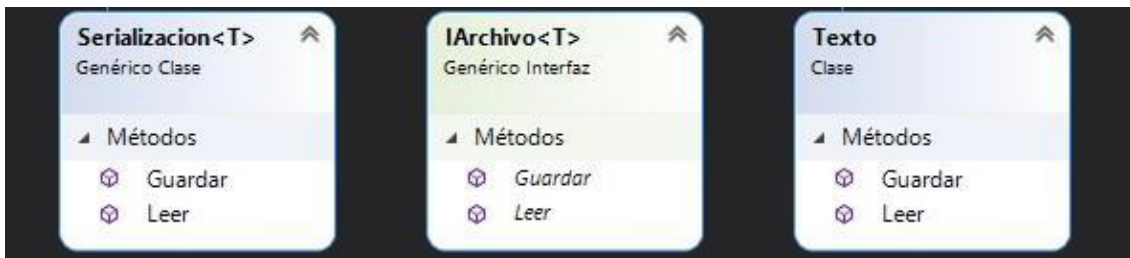 Serializacion<T>
Genérico Clase
Métodos
Guardar
Leer
IArchivo<T>
Genérico Interfaz
Métodos
Guardar
Leer
Texto
Clase
Métodos
Guardar
Leer